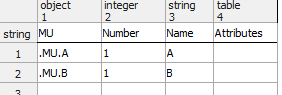 object integer string table
1 2 3 4
string MU Number Name Attributes
1 .MU.A 1 A
2 .MU.B 1 B
3